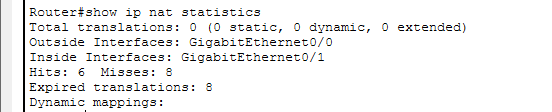 Router#show ip nat statistics
Total translations: 0 (0 static, 0 dynamic, 0 extended)
Outside Interfaces: GigabitEthernet0/0
Inside Interfaces: GigabitEthernet0/1
Hits: 6  Misses: 8
Expired translations: 8
Dynamic mappings: